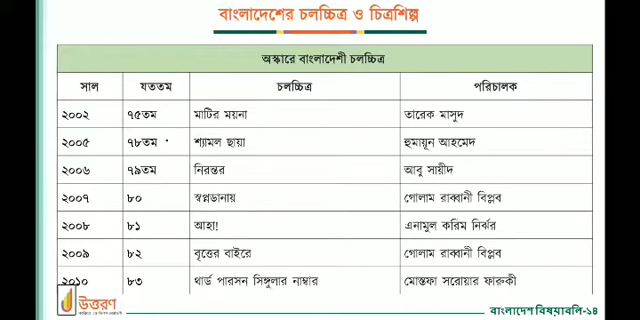 বাংলাদেশের চলচ্চিত্র ও চিত্রশিল্প
অস্কারে বাংলাদেশী চলচ্চিত্র
সাল যততম চলচ্চিত্র পরিচালক
২০০২ ৭৫তম মাটির ময়না তারেক মাসুদ
২০০৫ ৭৮তম শ্যামল ছায়া হুমায়ূন আহমেদ
২০০৬ ৭৯তম নিরন্তর আবু সায়ীদ
২০০৭ ৮০ স্বপ্নডানায় গোলাম রাব্বানী বিপ্লব
২০০৮ ৮১ আহা! এনামুল করিম নির্ঝর
২০০৯ ৮২ বৃত্তের বাইরে গোলাম রাব্বানী বিপ্লব
২০১০ ৮৩ থার্ড পারসন সিঙ্গুলার নাম্বার মোস্তফা সরোয়ার ফারুকী
উত্তরণ
বাংলাদেশ বিষয়াবলি-১৪